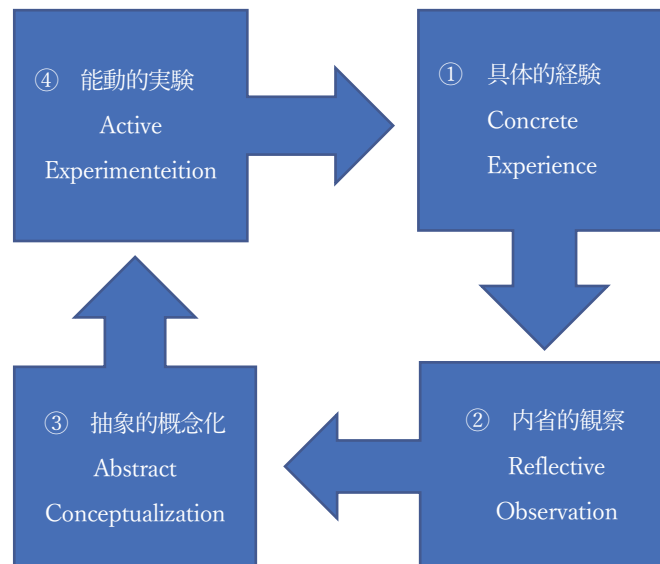 ④ 能動的実験
Active
Experimenteition
① 具体的経験
Concrete
Experience
③ 抽象的概念化
Abstract
Conceptualization
② 内省的観察
Reflective
Observation